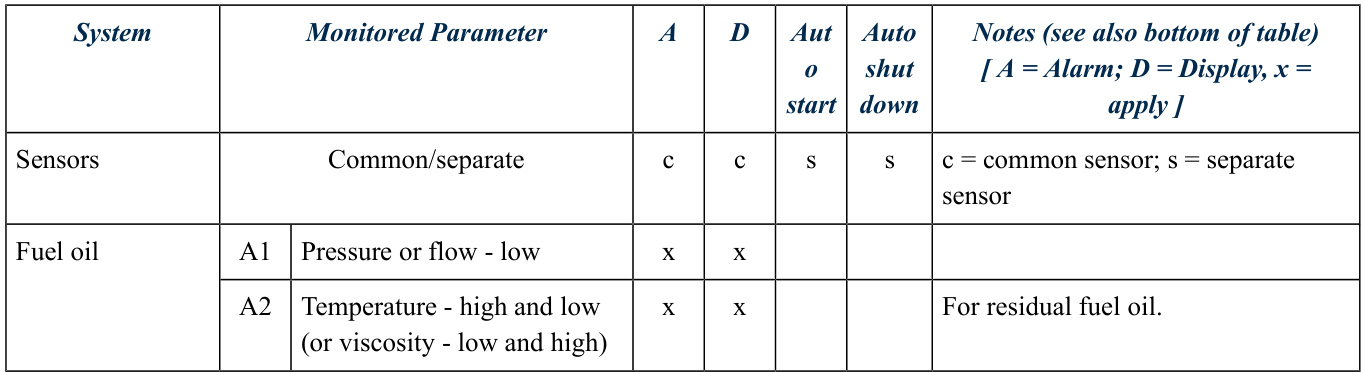 System Monitored Parameter A D Aut Auto Notes (see also bottom of table)
o shut [ A = Alarm; D = Display, x =
start down apply ]
Sensors Common/separate c c s s c = common sensor; s = separate
sensor
Fuel oil A1 Pressure or flow - low x x
A2 Temperature - high and low x x For residual fuel oil.
(or viscosity - low and high)